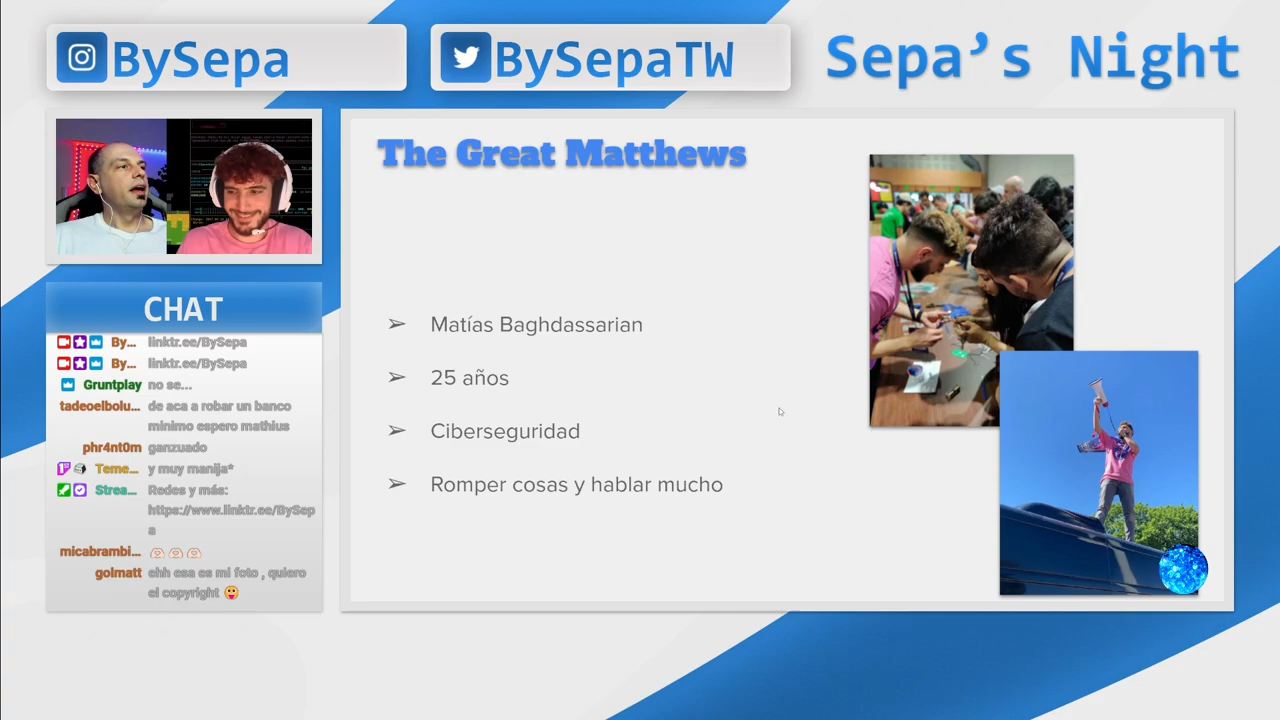 BySepa
BySepaTW
Sepa's Night
The Great Matthews
➢ Matías Baghdassarian
➢ 25 años
➢ Ciberseguridad
➢ Romper cosas y hablar mucho
CHAT
By... linktr.ee/BySepa
By... linktr.ee/BySepa
Gruntplay no se...
tadeoelbolu... de aca a robar un banco
minimo espero mathius
phr4nt0m ganzuado
Teme... y muy manija*
Strea... Redes y más:
https://www.linktr.ee/BySep
a
micabrambi...
golmatt ehh esa es mi foto , quiero
el copyright 😛